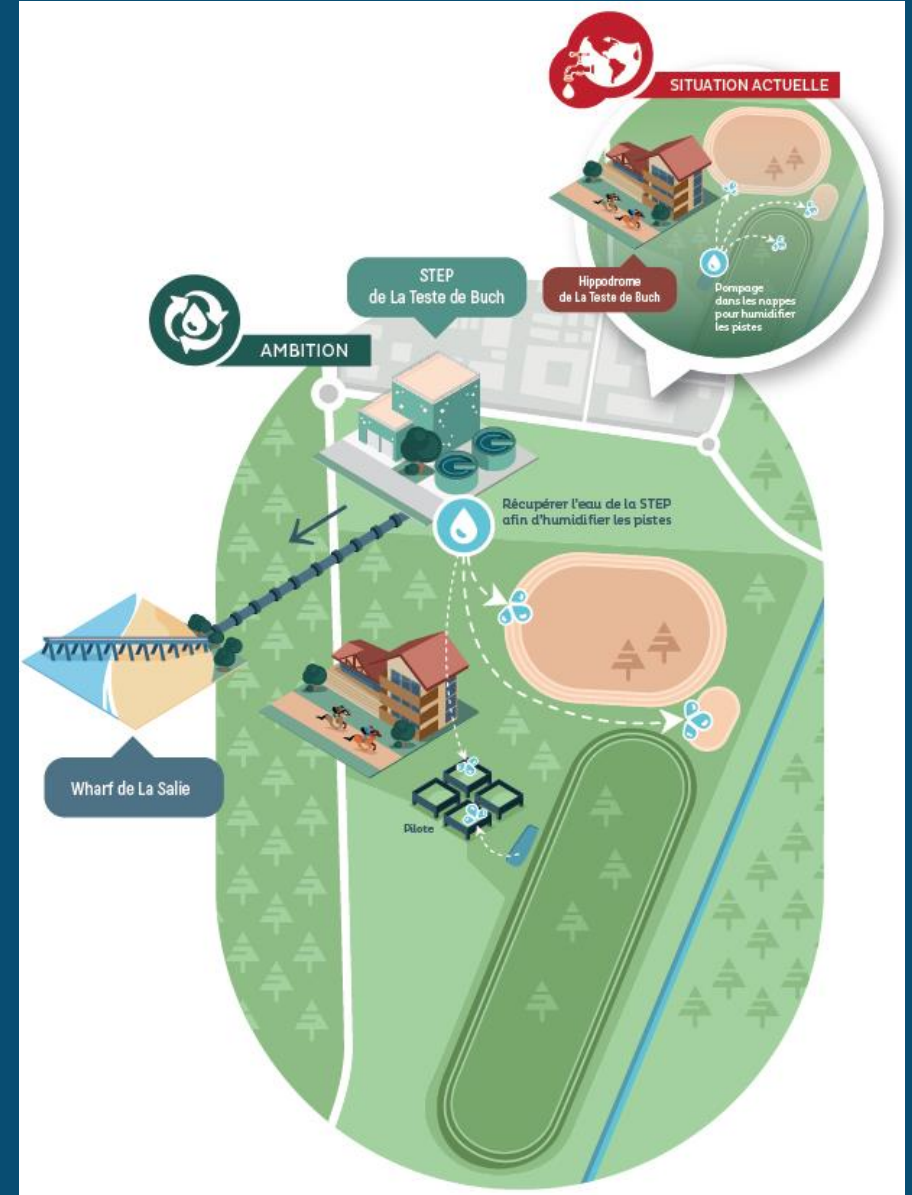 SITUATION ACTUELLE
Hippodrome
de La Teste de Buch
Pompage
dans les nappes
pour humidifier
les pistes
STEP
de La Teste de Buch
AMBITION
Récupérer l'eau de la STEP
afin d'humidifier les pistes
Wharf de La Salie
Pilote